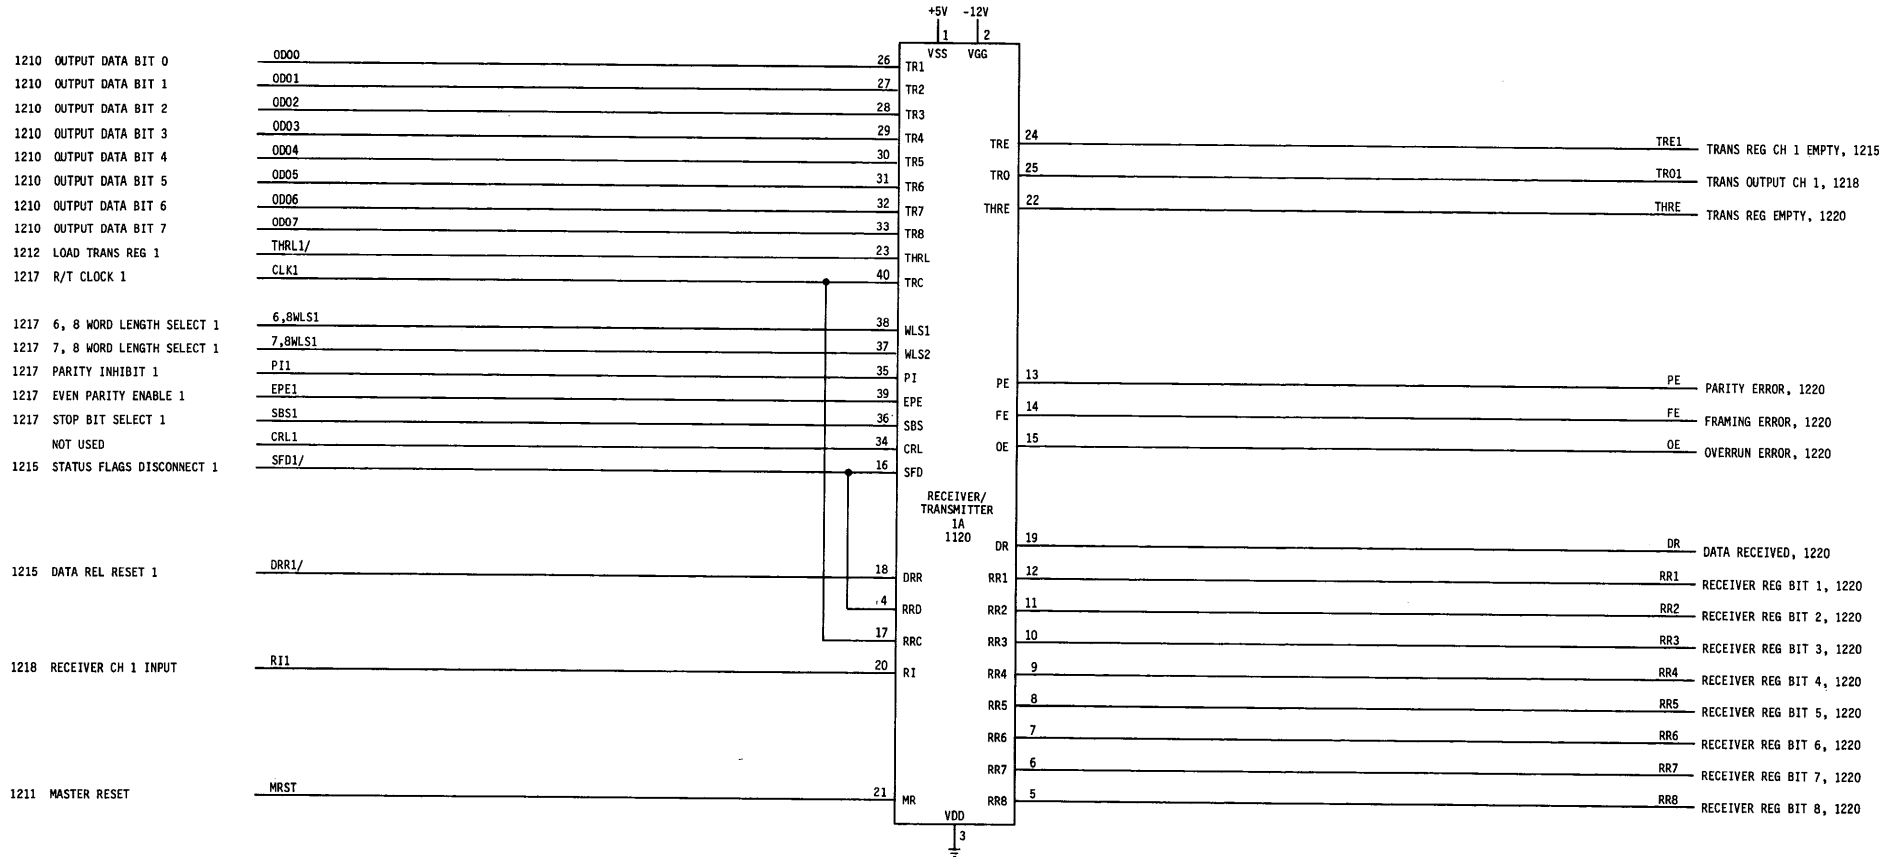 +5V -12V
1 2
VSS VGG
1210 OUTPUT DATA BIT 0 OD00 26 TR1
1210 OUTPUT DATA BIT 1 OD01 27 TR2
1210 OUTPUT DATA BIT 2 OD02 28 TR3
1210 OUTPUT DATA BIT 3 OD03 29 TR4
1210 OUTPUT DATA BIT 4 OD04 30 TR5
1210 OUTPUT DATA BIT 5 OD05 31 TR6
1210 OUTPUT DATA BIT 6 OD06 32 TR7
1210 OUTPUT DATA BIT 7 OD07 33 TR8
1212 LOAD TRANS REG 1 THRL1/ 23 THRL
1217 R/T CLOCK 1 CLK1 40 TRC
1217 6, 8 WORD LENGTH SELECT 1 6,8WLS1 38 WLS1
1217 7, 8 WORD LENGTH SELECT 1 7,8WLS1 37 WLS2
1217 PARITY INHIBIT 1 PI1 35 PI
1217 EVEN PARITY ENABLE 1 EPE1 39 EPE
1217 STOP BIT SELECT 1 SBS1 36 SBS
NOT USED CRL1 34 CRL
1215 STATUS FLAGS DISCONNECT 1 SFD1/ 16 SFD
RECEIVER/
TRANSMITTER
1A
1120
1215 DATA REL RESET 1 DRR1/ 18 DRR
4 RRD
17 RRC
1218 RECEIVER CH 1 INPUT RI1 20 RI
1211 MASTER RESET MRST 21 MR
VDD
3
TRE 24 TRE1 TRANS REG CH 1 EMPTY, 1215
TRO 25 TRO1 TRANS OUTPUT CH 1, 1218
THRE 22 THRE TRANS REG EMPTY, 1220
PE 13 PE PARITY ERROR, 1220
FE 14 FE FRAMING ERROR, 1220
OE 15 OE OVERRUN ERROR, 1220
DR 19 DR DATA RECEIVED, 1220
RR1 12 RR1 RECEIVER REG BIT 1, 1220
RR2 11 RR2 RECEIVER REG BIT 2, 1220
RR3 10 RR3 RECEIVER REG BIT 3, 1220
RR4 9 RR4 RECEIVER REG BIT 4, 1220
RR5 8 RR5 RECEIVER REG BIT 5, 1220
RR6 7 RR6 RECEIVER REG BIT 6, 1220
RR7 6 RR7 RECEIVER REG BIT 7, 1220
RR8 5 RR8 RECEIVER REG BIT 8, 1220